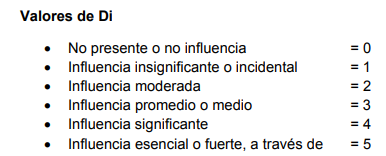 Valores de Di
• No presente o no influencia = 0
• Influencia insignificante o incidental = 1
• Influencia moderada = 2
• Influencia promedio o medio = 3
• Influencia significante = 4
• Influencia esencial o fuerte, a través de = 5